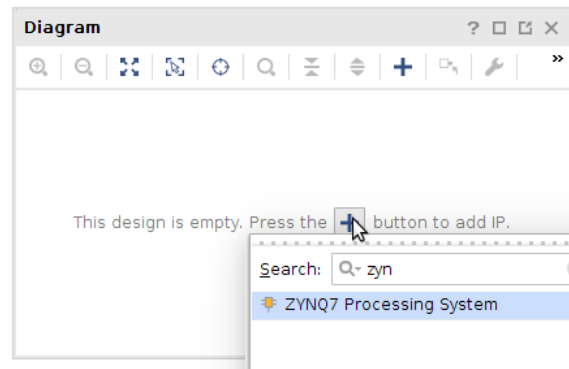 Diagram
This design is empty. Press the + button to add IP.
Search: zyn
ZYNQ7 Processing System